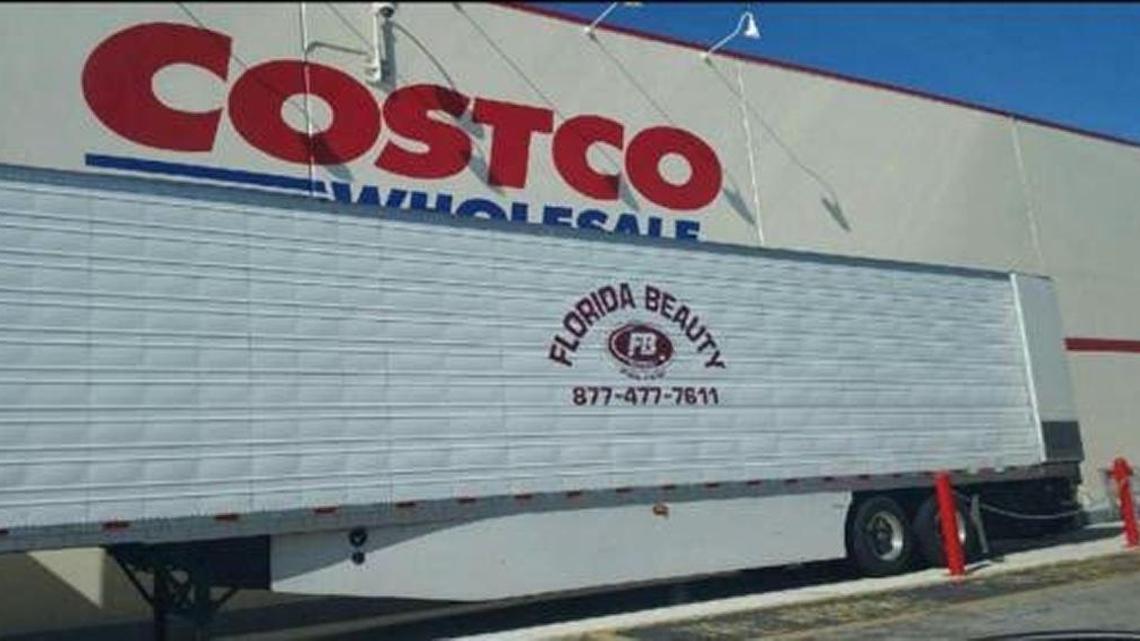 COSTCO
WHOLESALE
FLORIDA BEAUTY
FB
877-477-7611